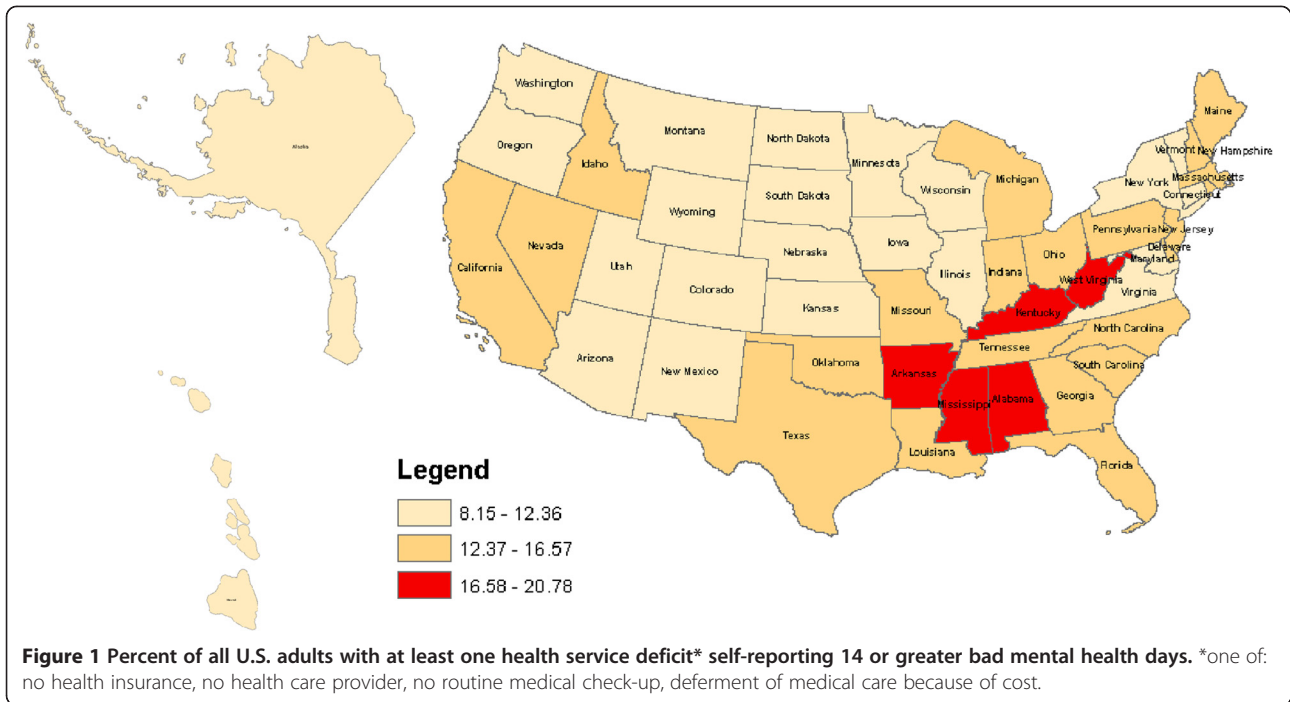 Washington
Montana
North Dakota
Minnesota
Maine
Oregon
Idaho
Vermont
New Hampshire
Alaska
Wisconsin
Michigan
New York
Massachusetts
South Dakota
Connecticut
Wyoming
Pennsylvania
New Jersey
Iowa
Nebraska
Ohio
Delaware
Nevada
Utah
Illinois
Indiana
Maryland
California
Colorado
West Virginia
Virginia
Kansas
Missouri
Kentucky
North Carolina
Tennessee
Arizona
New Mexico
Oklahoma
Arkansas
South Carolina
Mississippi
Alabama
Georgia
Texas
Louisiana
Florida
Legend
8.15 - 12.36
12.37 - 16.57
16.58 - 20.78
Figure 1 Percent of all U.S. adults with at least one health service deficit* self-reporting 14 or greater bad mental health days. *one of:
no health insurance, no health care provider, no routine medical check-up, deferment of medical care because of cost.